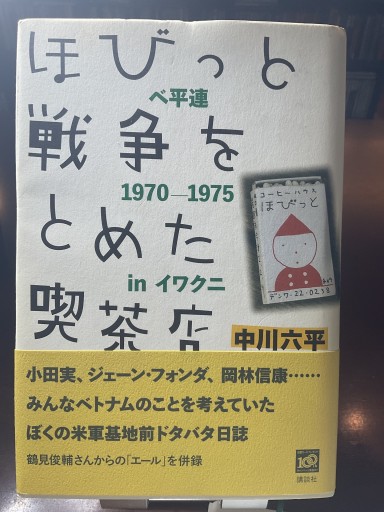 ほびっと
ベ平連
戦争を
1970―1975
とめた
in イワクニ
喫茶店
コーヒーハウス
ほびっと
デンワ・22・0238
中川六平
小田実、ジェーン・フォンダ、岡林信康……
みんなベトナムのことを考えていた
ぼくの米軍基地前ドタバタ日誌
鶴見俊輔さんからの「エール」を併録
講談社